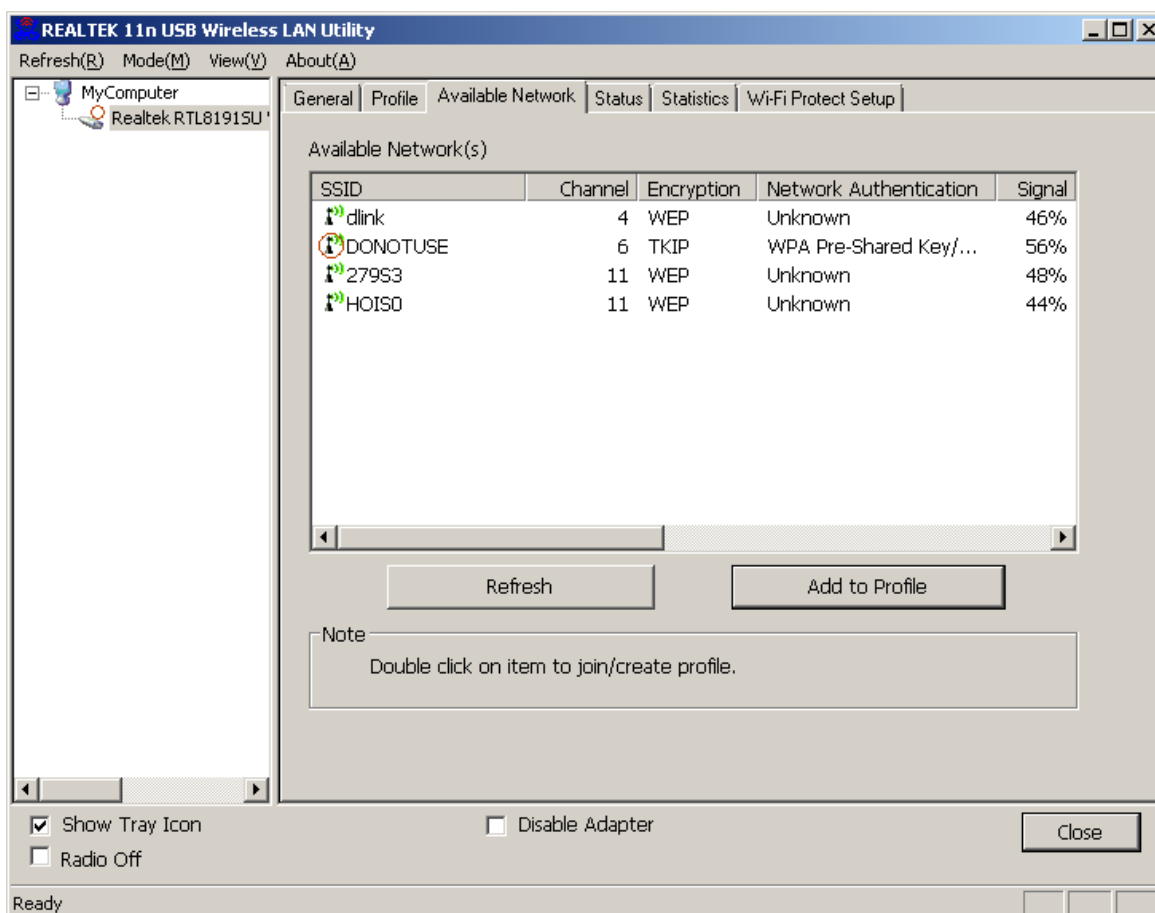 REALTEK 11n USB Wireless LAN Utility
Refresh(R) Mode(M) View(V) About(A)
MyComputer
Realtek RTL8191SU
General Profile Available Network Status Statistics Wi-Fi Protect Setup
Available Network(s)
SSID Channel Encryption Network Authentication Signal
dlink 4 WEP Unknown 46%
DONOTUSE 6 TKIP WPA Pre-Shared Key/... 56%
279S3 11 WEP Unknown 48%
HOIS0 11 WEP Unknown 44%
Refresh Add to Profile
Note
Double click on item to join/create profile.
Show Tray Icon Disable Adapter Close
Radio Off
Ready